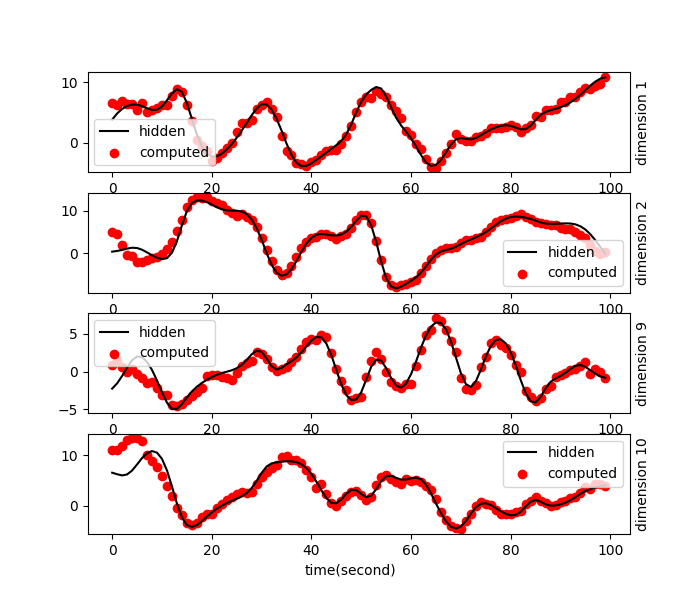 10
0
hidden
computed
0 20 40 60 80 100
dimension 1
10
0
hidden
computed
0 20 40 60 80 100
dimension 2
5
0
−5
hidden
computed
0 20 40 60 80 100
dimension 9
10
0
hidden
computed
0 20 40 60 80 100
dimension 10
time(second)